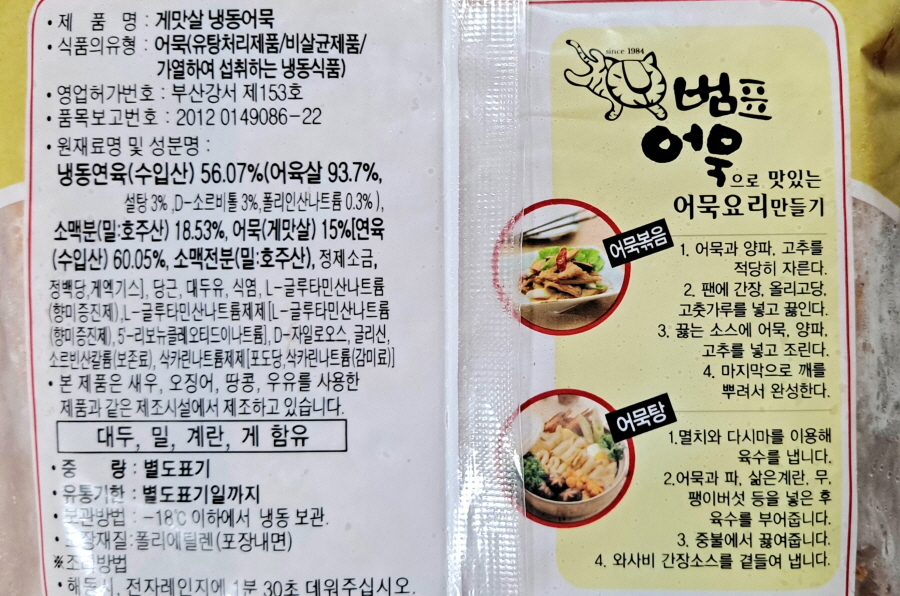 • 제 품 명 : 게맛살 냉동어묵
• 식품의유형 : 어묵(유탕처리제품/비살균제품/
가열하여 섭취하는 냉동식품)
• 영업허가번호 : 부산강서 제153호
• 품목보고번호 : 2012 0149086-22
• 원재료명 및 성분명 :
냉동연육(수입산) 56.07%(어육살 93.7%,
설탕 3% ,D-소르비톨 3%,폴리인산나트륨 0.3% ),
소맥분(밀:호주산) 18.53%, 어묵(게맛살) 15%[연육
(수입산) 60.05%, 소맥전분(밀:호주산), 정제소금,
정백당,게엑기스], 당근, 대두유, 식염, L-글루타민산나트륨
(향미증진제),L-글루타민산나트륨제제[L-글루타민산나트륨
(향미증진제), 5'-리보뉴클레오티드이나트륨], D-자일로오스, 글리신,
소르빈산칼륨(보존료), 삭카린나트륨제제[포도당,삭카린나트륨(감미료)]
• 본 제품은 새우, 오징어, 땅콩, 우유를 사용한
제품과 같은 제조시설에서 제조하고 있습니다.
대두, 밀, 계란, 게 함유
• 중 량 : 별도표기
• 유통기한 : 별도표기일까지
• 보관방법 : -18℃ 이하에서 냉동 보관.
• 포장재질:폴리에틸렌(포장내면)
※조리방법
• 해동시, 전자레인지에 1분 30초 데워주십시오.
since 1984
범표
어묵으로 맛있는
어묵요리만들기
어묵볶음
1. 어묵과 양파, 고추를
적당히 자른다.
2. 팬에 간장, 올리고당,
고춧가루를 넣고 끓인다.
3. 끓는 소스에 어묵, 양파,
고추를 넣고 조린다.
4. 마지막으로 깨를
뿌려서 완성한다.
어묵탕
1.멸치와 다시마를 이용해
육수를 냅니다.
2.어묵과 파, 삶은계란, 무,
팽이버섯 등을 넣은 후
육수를 부어줍니다.
3. 중불에서 끓여줍니다.
4. 와사비 간장소스를 곁들여 냅니다.